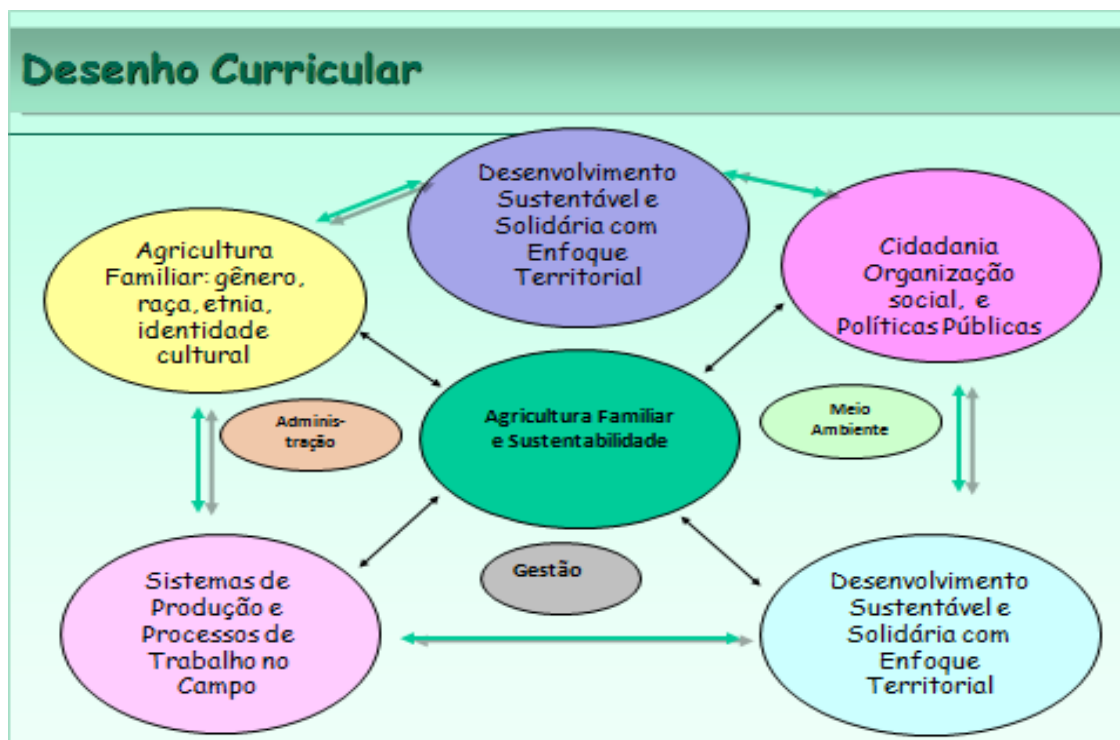 Desenho Curricular
Desenvolvimento
Sustentável e
Solidária com
Enfoque
Territorial
Agricultura
Familiar: gênero,
raça, etnia,
identidade
cultural
Cidadania
Organização
social, e
Políticas Públicas
Adminis-
tração
Agricultura Familiar
e Sustentabilidade
Meio
Ambiente
Gestão
Sistemas de
Produção e
Processos de
Trabalho no
Campo
Desenvolvimento
Sustentável e
Solidária com
Enfoque
Territorial